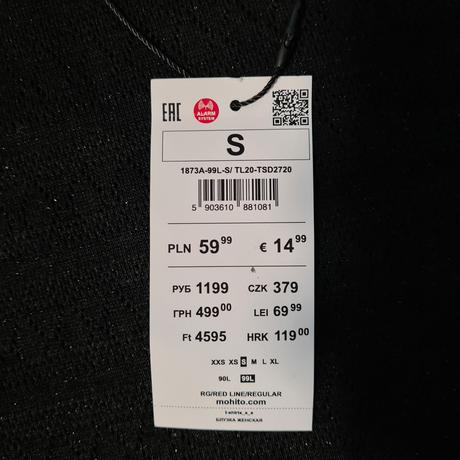 EAC
ALARM
SYSTEM
S
1873A-99L-S/ TL20-TSD2720
5 903610 881081
PLN 59 99 € 14 99
РУБ 1199 CZK 379
ГРН 499 00 LEI 69 99
Ft 4595 HRK 119 00
XXS XS S M L XL
90L 99L
RG/RED LINE/REGULAR
mohito.com
t-shirts_s_s
БЛУЗКА ЖЕНСКАЯ